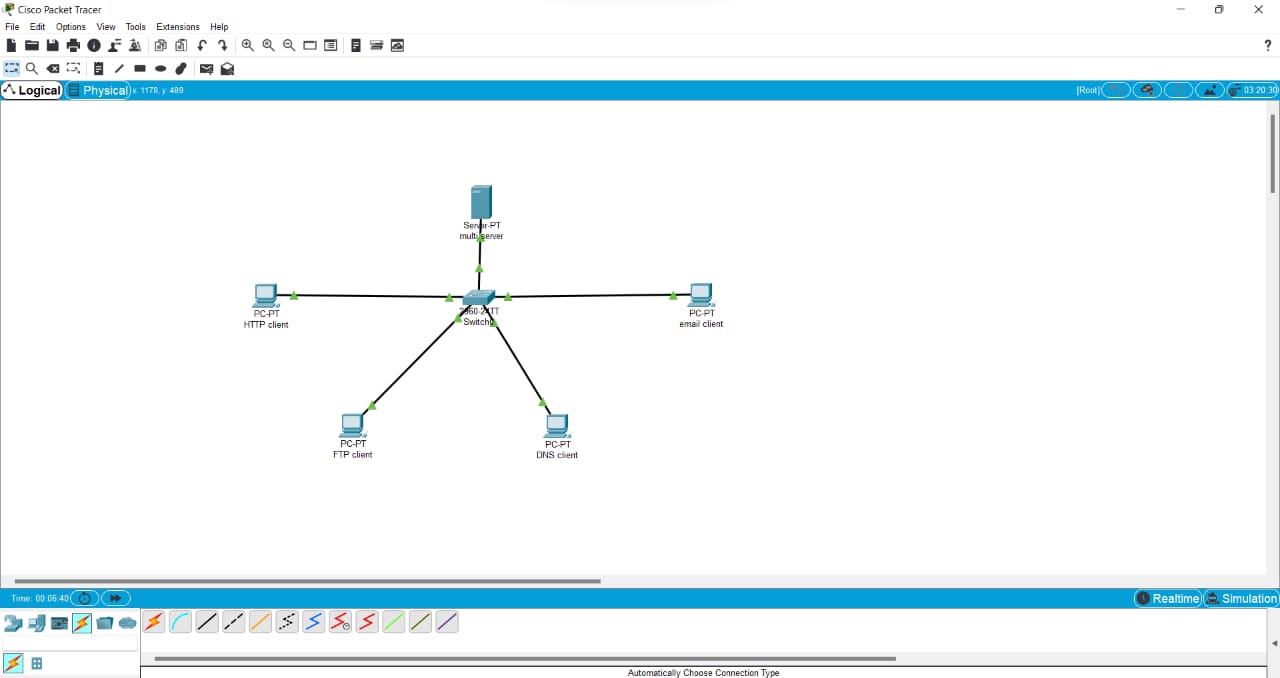 Cisco Packet Tracer
File Edit Options View Tools Extensions Help
?
Logical Physical x: 1178, y: 489 [Root] 03:20:30
Server-PT
multi server
PC-PT
HTTP client
2960-24TT
Switch0
PC-PT
email client
PC-PT
FTP client
PC-PT
DNS client
Time: 00:06:40 Realtime Simulation
Automatically Choose Connection Type